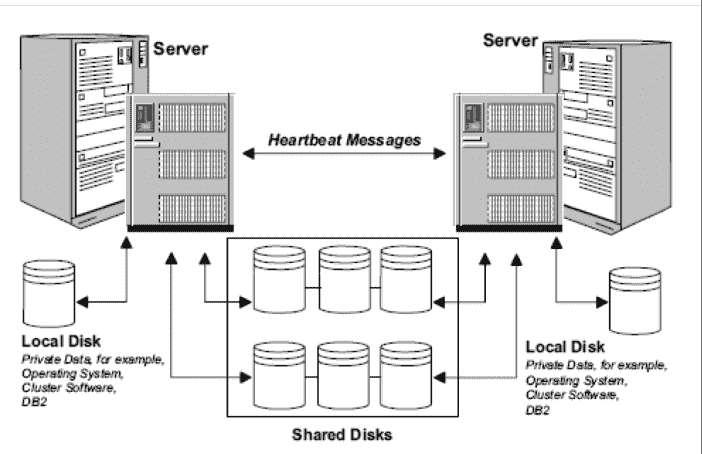 Server
Server
Heartbeat Messages
Local Disk
Private Data, for example,
Operating System,
Cluster Software,
DB2
Local Disk
Private Data, for example,
Operating System,
Cluster Software,
DB2
Shared Disks